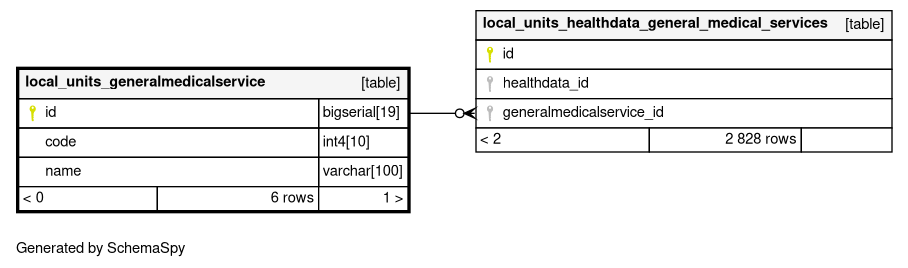 local_units_generalmedicalservice [table]
id bigserial[19]
code int4[10]
name varchar[100]
< 0 6 rows 1 >
local_units_healthdata_general_medical_services [table]
id
healthdata_id
generalmedicalservice_id
< 2 2 828 rows
Generated by SchemaSpy